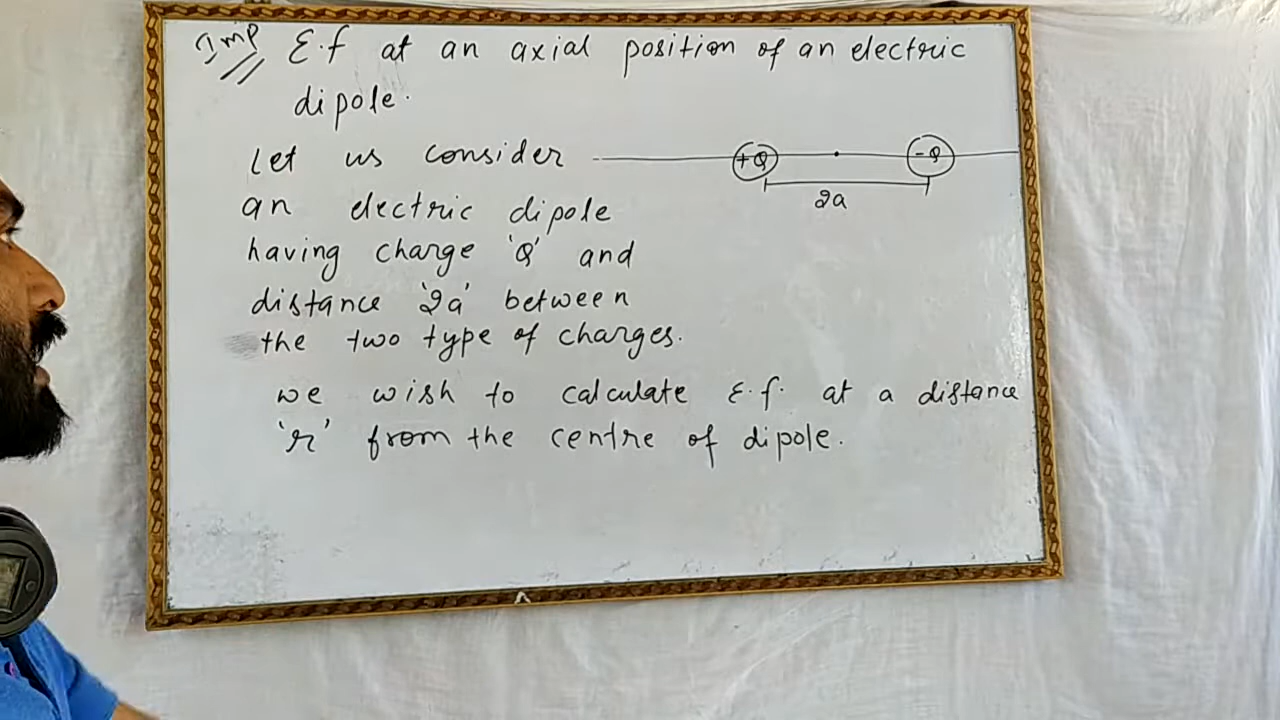 Imp E.f at an axial position of an electric
dipole.
Let us consider
+Q -Q
2a
an electric dipole
having charge 'Q' and
distance '2a' between
the two type of charges.
we wish to calculate E.f. at a distance
'r' from the centre of dipole.